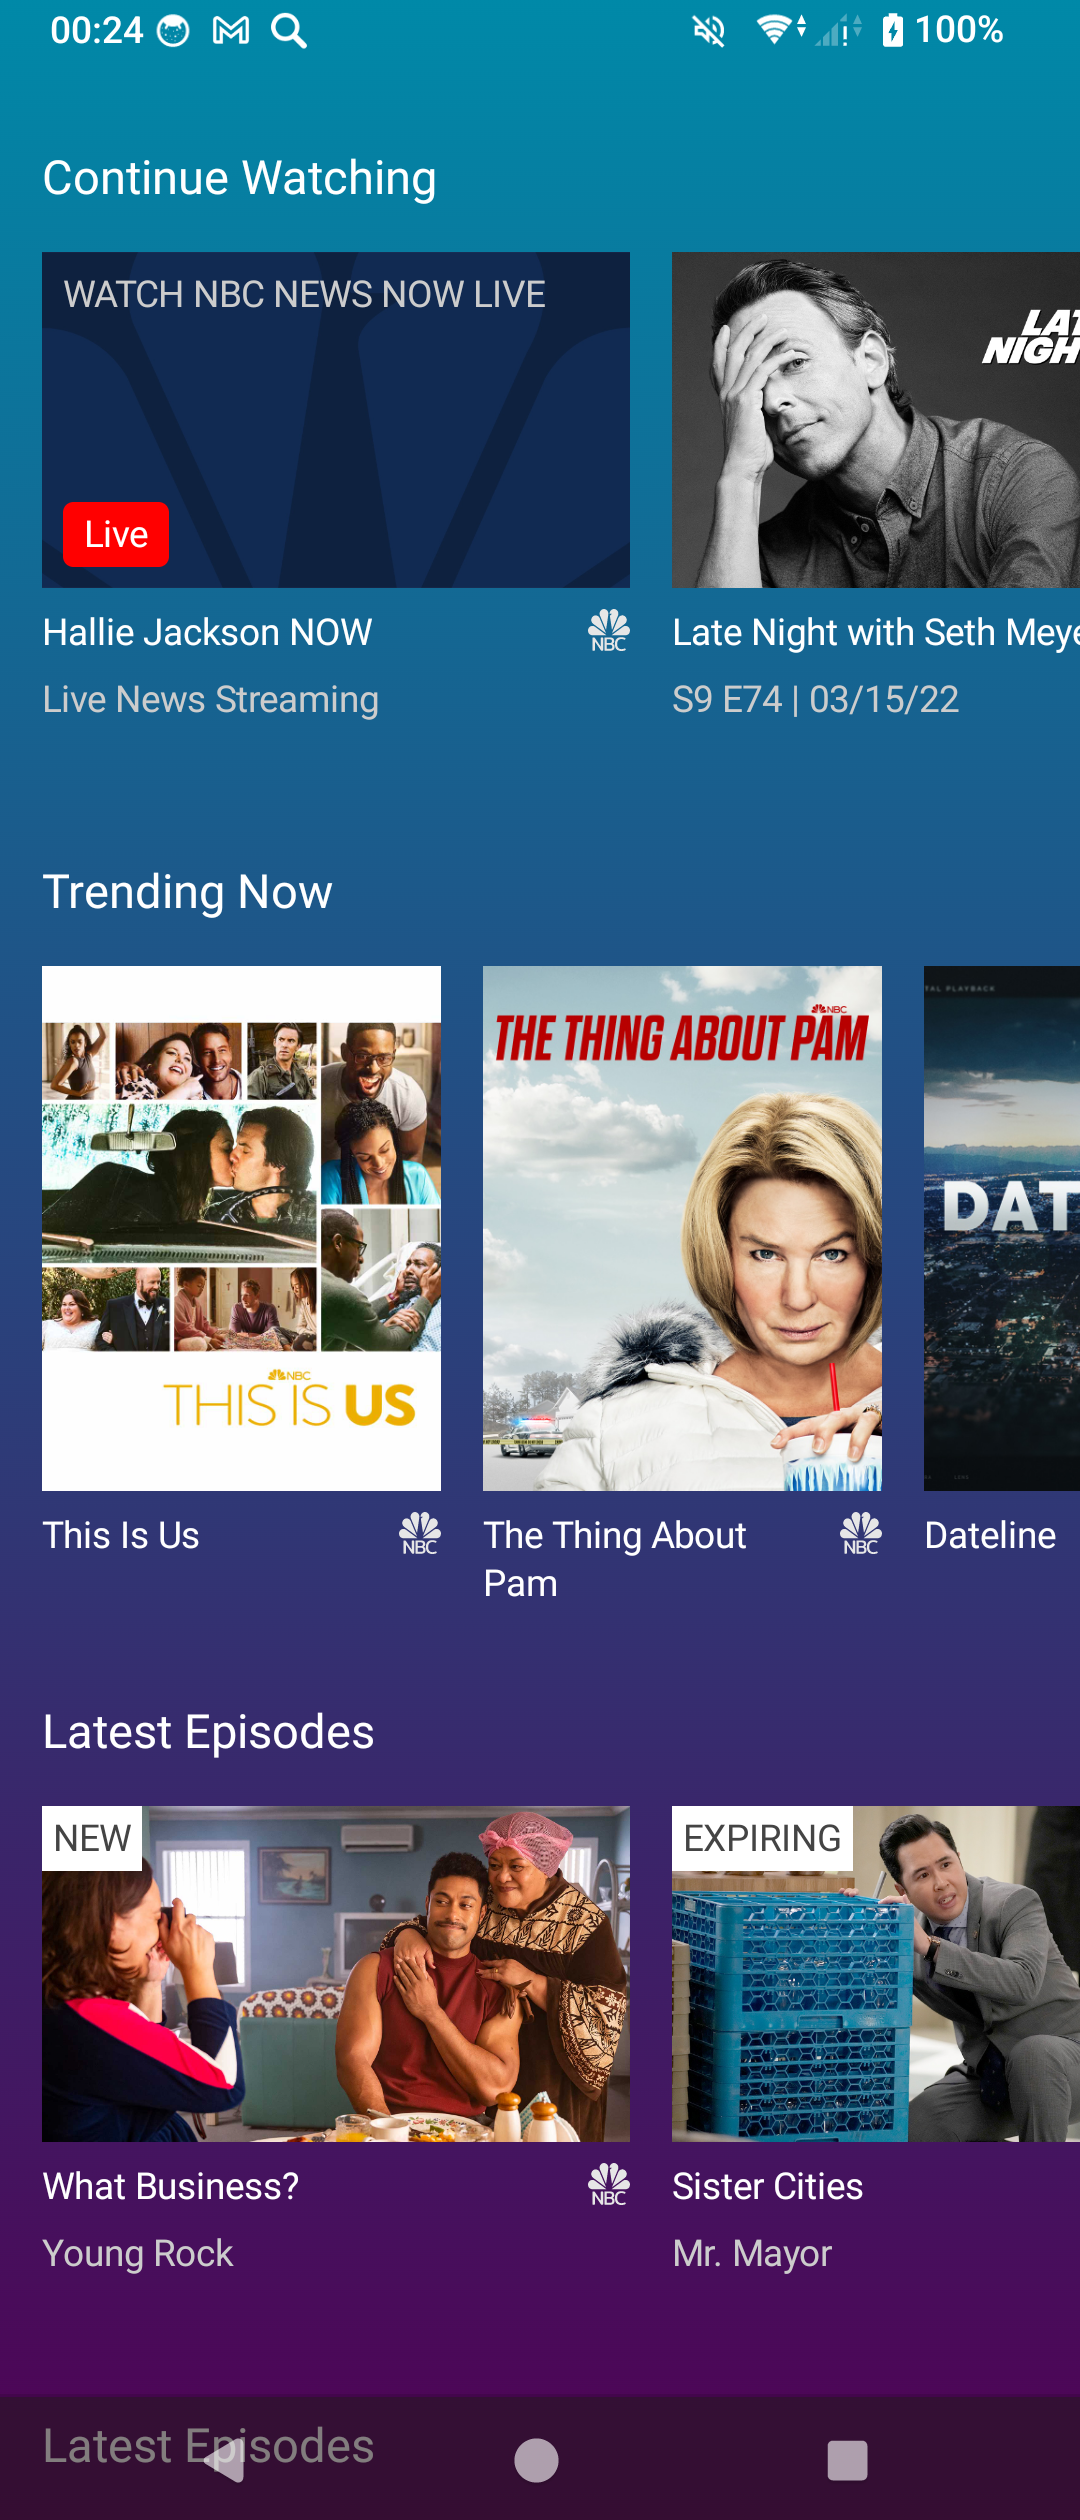 00:24
100%
Continue Watching
WATCH NBC NEWS NOW LIVE
Live
LAT
NIGH
Hallie Jackson NOW
NBC
Late Night with Seth Meye
Live News Streaming
S9 E74 | 03/15/22
Trending Now
NBC
THIS IS US
NBC
THE THING ABOUT PAM
TAL PLAYBACK
DAT
This Is Us
NBC
The Thing About
Pam
NBC
Dateline
Latest Episodes
NEW
EXPIRING
What Business?
NBC
Sister Cities
Young Rock
Mr. Mayor
Latest Episodes